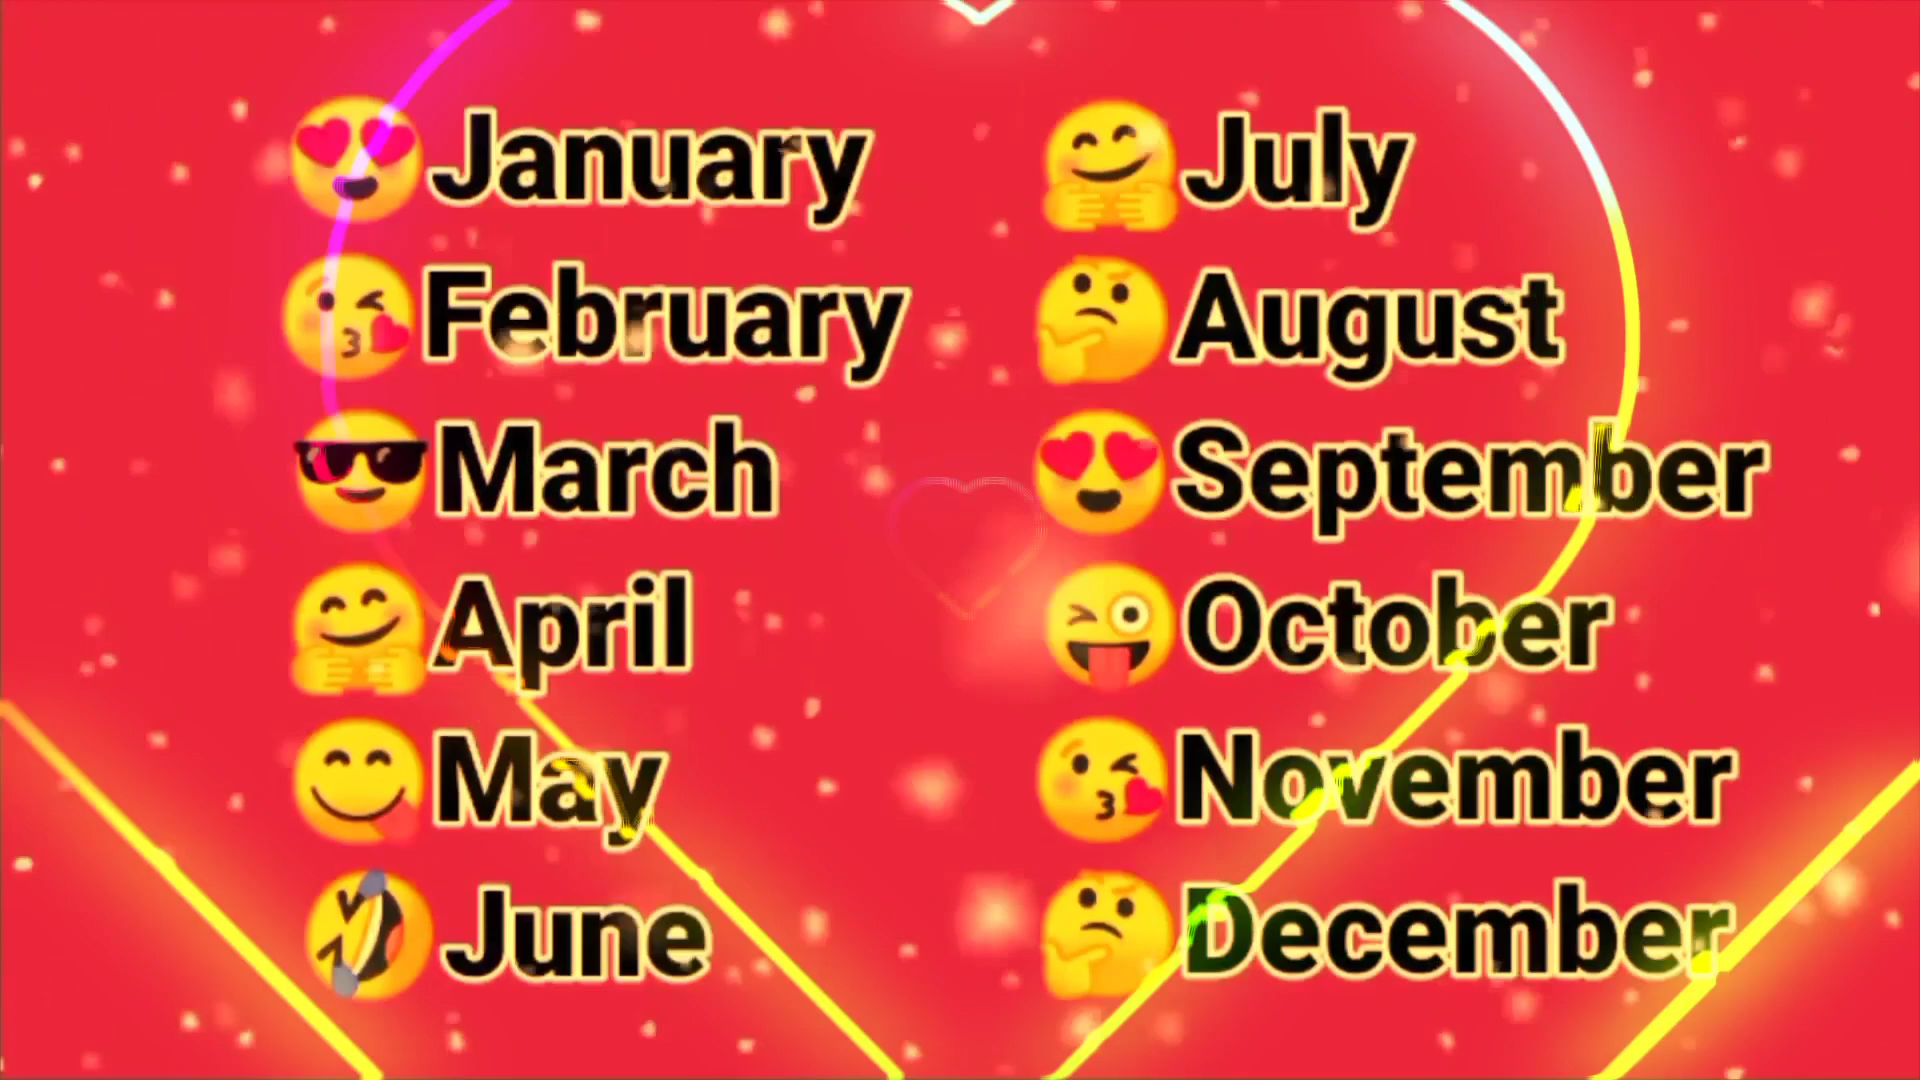 😍January
😘February
😎March
🤗April
😋May
🤣June
🤗July
🤔August
😍September
😜October
😘November
🤔December